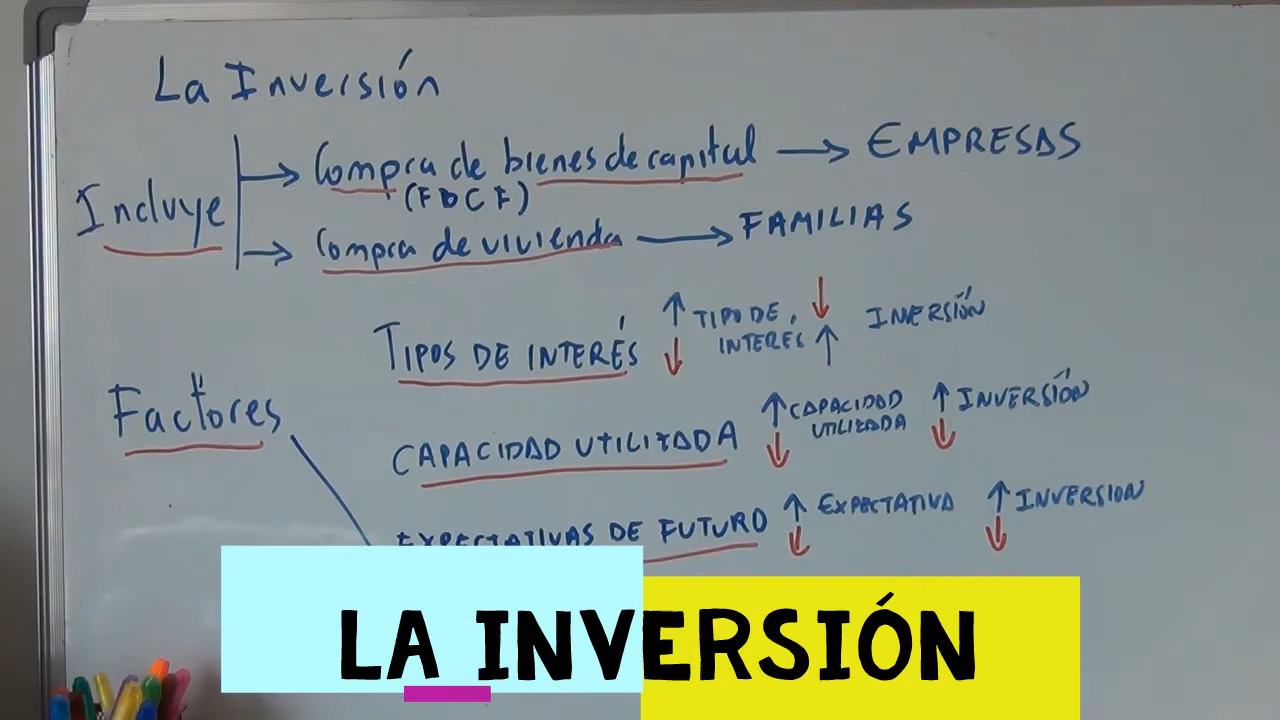 La Inversión
Incluye
→ Compra de bienes de capital → EMPRESAS
(FBCF)
→ Compra de vivienda → FAMILIAS
Factores
TIPOS DE INTERÉS ↑ ↓ TIPO DE INTERÉS ↓ ↑ INVERSIÓN
CAPACIDAD UTILIZADA ↑ ↓ CAPACIDAD UTILIZADA ↑ ↓ INVERSIÓN
EXPECTATIVAS DE FUTURO ↑ ↓ EXPECTATIVA ↑ ↓ INVERSION
LA INVERSIÓN